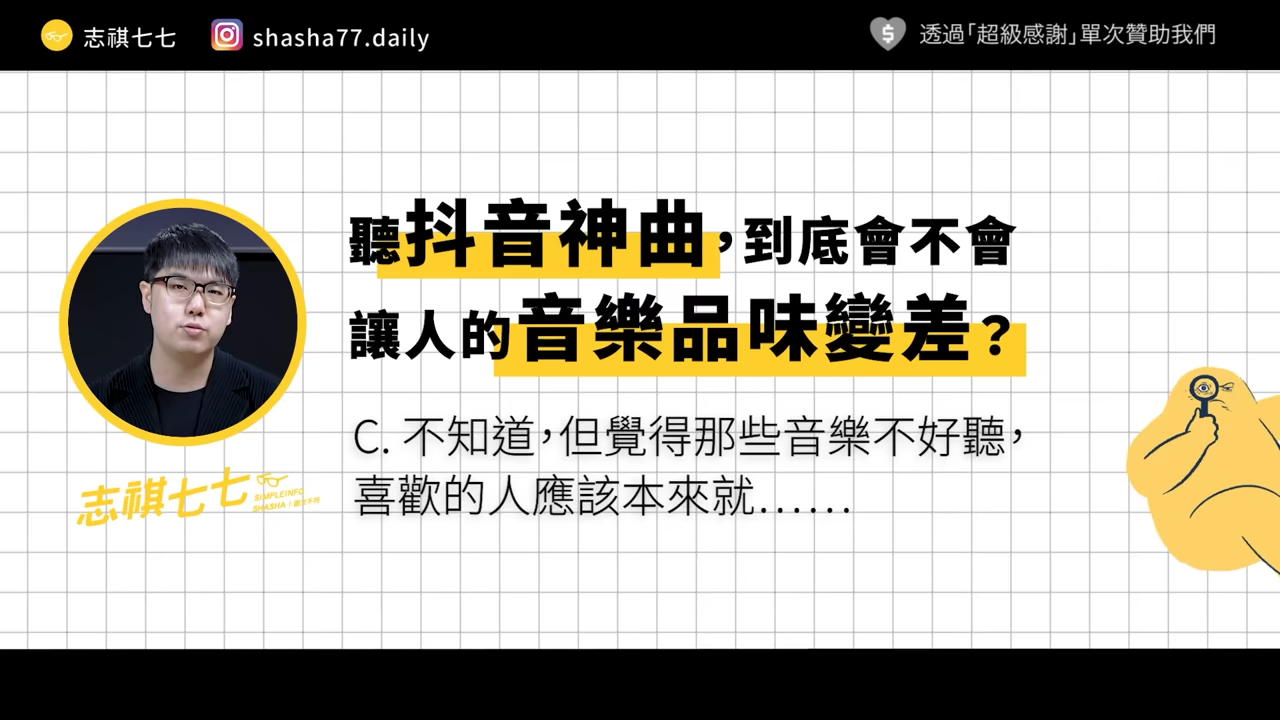 志祺七七
shasha77.daily
透過「超級感謝」單次贊助我們
聽抖音神曲，到底會不會
讓人的音樂品味變差？
C. 不知道，但覺得那些音樂不好聽，
喜歡的人應該本來就……
志祺七七
SIMPLEINFO